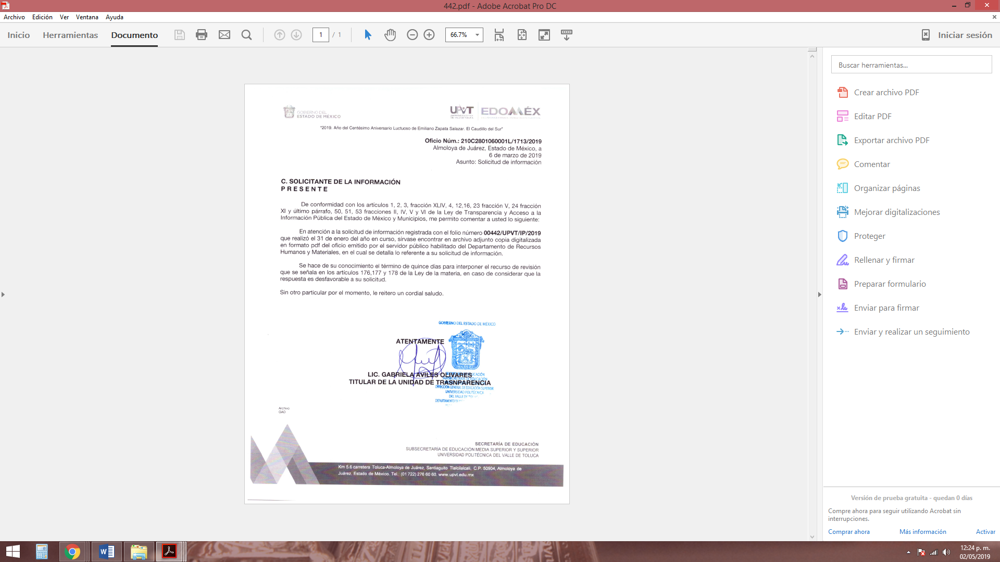 442.pdf - Adobe Acrobat Pro DC
Archivo Edición Ver Ventana Ayuda
Inicio Herramientas Documento 1 / 1 66.7% Iniciar sesión
Buscar herramientas...
Crear archivo PDF
Editar PDF
Exportar archivo PDF
Comentar
Organizar páginas
Mejorar digitalizaciones
Proteger
Rellenar y firmar
Preparar formulario
Enviar para firmar
Enviar y realizar un seguimiento
Versión de prueba gratuita - quedan 0 días
Compre ahora para seguir utilizando Acrobat sin
interrupciones.
Comprar ahora Más información Activar
GOBIERNO DEL
ESTADO DE MÉXICO
UPVT EDOMÉX
"2019. Año del Centésimo Aniversario Luctuoso de Emiliano Zapata Salazar. El Caudillo del Sur"
Oficio Núm.: 210C2801060001L/1713/2019
Almoloya de Juárez, Estado de México, a
6 de marzo de 2019
Asunto: Solicitud de información
C. SOLICITANTE DE LA INFORMACIÓN
P R E S E N T E
De conformidad con los artículos 1, 2, 3, fracción XLIV, 4, 12,16, 23 fracción V, 24 fracción
XI y último párrafo, 50, 51, 53 fracciones II, IV, V y VI de la Ley de Transparencia y Acceso a la
Información Pública del Estado de México y Municipios, me permito comentar a usted lo siguiente:
En atención a la solicitud de información registrada con el folio número 00442/UPVT/IP/2019
que realizó el 31 de enero del año en curso, sírvase encontrar en archivo adjunto copia digitalizada
en formato pdf del oficio emitido por el servidor público habilitado del Departamento de Recursos
Humanos y Materiales, en el cual se detalla lo referente a su solicitud de información.
Se hace de su conocimiento el término de quince días para interponer el recurso de revisión
que se señala en los artículos 176,177 y 178 de la Ley de la materia, en caso de considerar que la
respuesta es desfavorable a su solicitud.
Sin otro particular por el momento, le reitero un cordial saludo.
GOBIERNO DEL ESTADO DE MÉXICO
ATENTAMENTE
LIC. GABRIELA AVILES OLIVARES
TITULAR DE LA UNIDAD DE TRASNPARENCIA
SECRETARÍA DE EDUCACIÓN
SUBSECRETARÍA DE EDUCACIÓN
DIRECCIÓN GENERAL DE EDUCACIÓN SUPERIOR
UNIVERSIDAD POLITÉCNICA
DEL VALLE DE TOLUCA
DEPARTAMENTO DE
Archivo
GAO
SECRETARÍA DE EDUCACIÓN
SUBSECRETARÍA DE EDUCACIÓN MEDIA SUPERIOR Y SUPERIOR
UNIVERSIDAD POLITÉCNICA DEL VALLE DE TOLUCA
Km 5.6 carretera Toluca-Almoloya de Juárez, Santiaguito Tlalcilalcali, C.P. 50904, Almoloya de
Juárez, Estado de México. Tel.: (01 722) 276 60 60. www.upvt.edu.mx
12:24 p. m.
02/05/2019